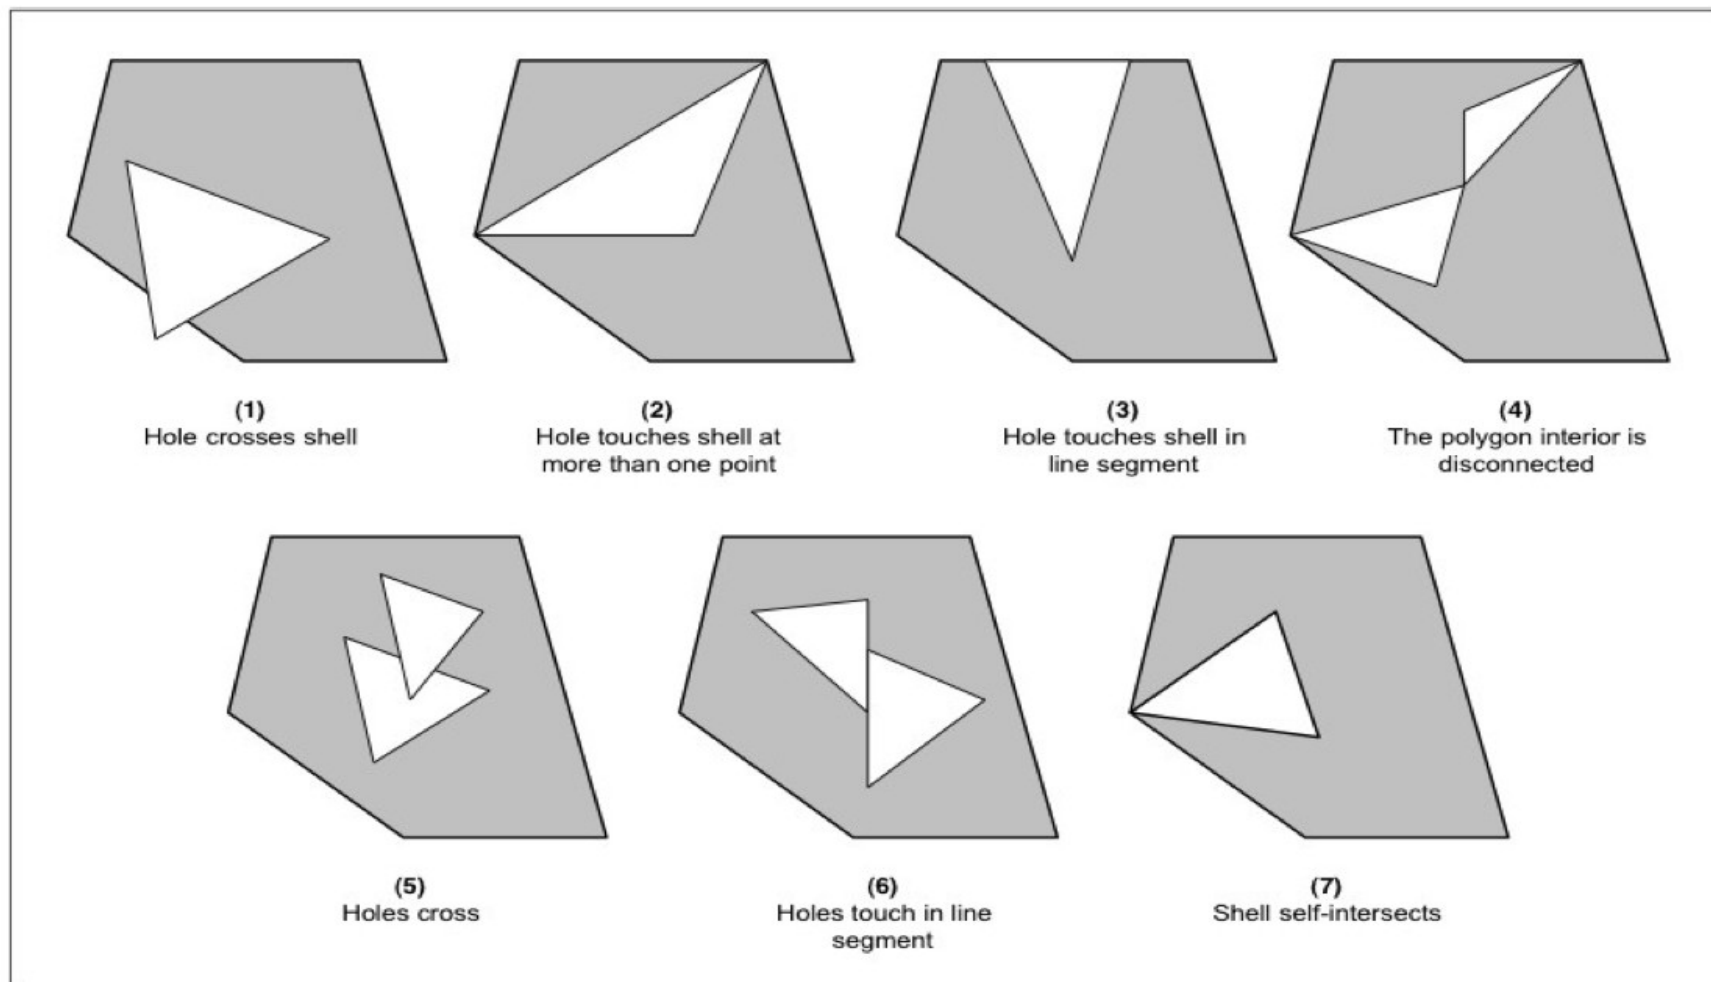 (1)
Hole crosses shell
(2)
Hole touches shell at
more than one point
(3)
Hole touches shell in
line segment
(4)
The polygon interior is
disconnected
(5)
Holes cross
(6)
Holes touch in line
segment
(7)
Shell self-intersects